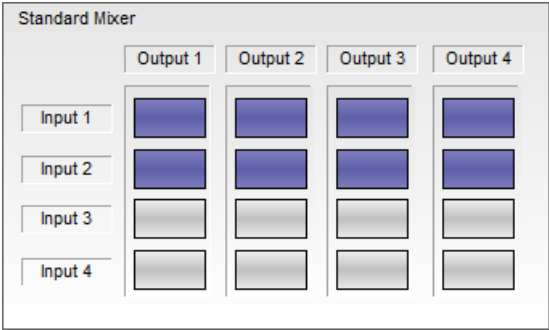 Standard Mixer
Output 1 Output 2 Output 3 Output 4
Input 1
Input 2
Input 3
Input 4